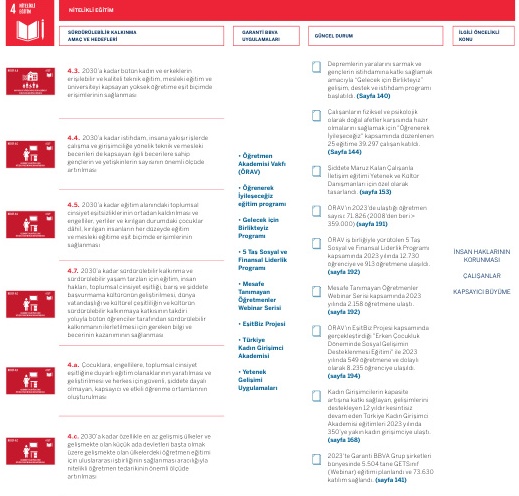 4 NİTELİKLİ EĞİTİM
NİTELİKLİ EĞİTİM
SÜRDÜRÜLEBİLİR KALKINMA
AMAÇ VE HEDEFLERİ
GARANTİ BBVA
UYGULAMALARI
GÜNCEL DURUM
İLGİLİ ÖNCELİKLİ
KONU
4.3. 2030'a kadar bütün kadın ve erkeklerin
erişilebilir ve kaliteli teknik eğitim, mesleki eğitim ve
üniversiteyi kapsayan yüksek öğretime eşit biçimde
erişimlerinin sağlanması
4.4. 2030'a kadar istihdam, insana yakışır işlerde
çalışma ve girişimciliğe yönelik teknik ve mesleki
becerileri de kapsayan ilgili becerilere sahip
gençlerin ve yetişkinlerin sayısının önemli ölçüde
artırılması
4.5. 2030'a kadar eğitim alanındaki toplumsal
cinsiyet eşitsizliklerinin ortadan kaldırılması ve
engelliler, yerliler ve kırılgan durumdaki çocuklar
dâhil, kırılgan insanların her düzeyde eğitim
ve mesleki eğitime eşit biçimde erişimlerinin
sağlanması
4.7. 2030'a kadar sürdürülebilir kalkınma ve
sürdürülebilir yaşam tarzları için eğitim, insan
hakları, toplumsal cinsiyet eşitliği, barış ve şiddete
başvurmama kültürünün geliştirilmesi, dünya
vatandaşlığı ve kültürel çeşitliliğin ve kültürün
sürdürülebilir kalkınmaya katkısının takdiri
yoluyla bütün öğrenciler tarafından sürdürülebilir
kalkınmanın ilerletilmesi için gereken bilgi ve
becerinin kazanımının sağlanması
4.a. Çocuklara, engellilere, toplumsal cinsiyet
eşitliğine duyarlı eğitim olanaklarının yaratılması ve
geliştirilmesi ve herkes için güvenli, şiddete dayalı
olmayan, kapsayıcı ve etkili öğrenme ortamlarının
oluşturulması
4.c. 2030'a kadar özellikle en az gelişmiş ülkeler ve
gelişmekte olan küçük ada devletleri başta olmak
üzere gelişmekte olan ülkelerdeki öğretmen eğitimi
için uluslararası işbirliğinin sağlanması aracılığıyla
nitelikli öğretmen tedarikinin önemli ölçüde
artırılması
• Öğretmen
Akademisi Vakfı
(ÖRAV)
• Öğrenerek
İyileşeceğiz
eğitim programı
• Gelecek için
Birlikteyiz
Programı
• 5 Taş Sosyal ve
Finansal Liderlik
Programı
• Mesafe
Tanımayan
Öğretmenler
Webinar Serisi
• EşitBiz Projesi
• Türkiye
Kadın Girişimci
Akademisi
• Yetenek
Gelişimi
Uygulamaları
Depremlerin yaralarını sarmak ve
gençlerin istihdamına katkı sağlamak
amacıyla “Gelecek için Birlikteyiz”
gelişim, destek ve istihdam programı
başlatıldı. (Sayfa 140)
Çalışanların fiziksel ve psikolojik
olarak doğal afetler karşısında hazır
olmalarını sağlamak için “Öğrenerek
İyileşeceğiz” kapsamında düzenlenen
25 eğitime 39.297 çalışan katıldı.
(Sayfa 144)
Şiddete Maruz Kalan Çalışanla
İletişim eğitimi Yetenek ve Kültür
Danışmanları için özel olarak
tasarlandı. (sayfa 153)
ÖRAV'ın 2023'de ulaştığı öğretmen
sayısı: 71.826 (2008'den beri >
359.000) (sayfa 191)
ÖRAV iş birliğiyle yürütülen 5 Taş
Sosyal ve Finansal Liderlik Programı
kapsamında 2023 yılında 12.730
öğrenciye ve 913 öğretmene ulaşıldı.
(sayfa 192)
Mesafe Tanımayan Öğretmenler
Webinar Serisi kapsamında 2023
yılında 2.158 öğretmene ulaşıldı.
(sayfa 192)
ÖRAV'ın EşitBiz Projesi kapsamında
gerçekleştirdiği “Erken Çocukluk
Döneminde Sosyal Gelişimin
Desteklenmesi Eğitimi” ile 2023
yılında 549 öğretmene ve dolaylı
olarak 8.235 öğrenciye ulaşıldı.
(sayfa 194)
Kadın Girişimcilerin kapasite
artışına katkı sağlayan, gelişimlerini
destekleyen 12 yıldır kesintisiz
devam eden Türkiye Kadın Girişimci
Akademisi eğitimleri 2023 yılında
350'ye yakın kadın girişimciye ulaştı.
(sayfa 168)
2023'te Garanti BBVA Grup şirketleri
bünyesinde 5.504 tane GETSınıf
(Webinar) eğitimi planlandı ve 73.630
katılım sağlandı. (sayfa 141)
İNSAN HAKLARININ
KORUNMASI
ÇALIŞANLAR
KAPSAYICI BÜYÜME